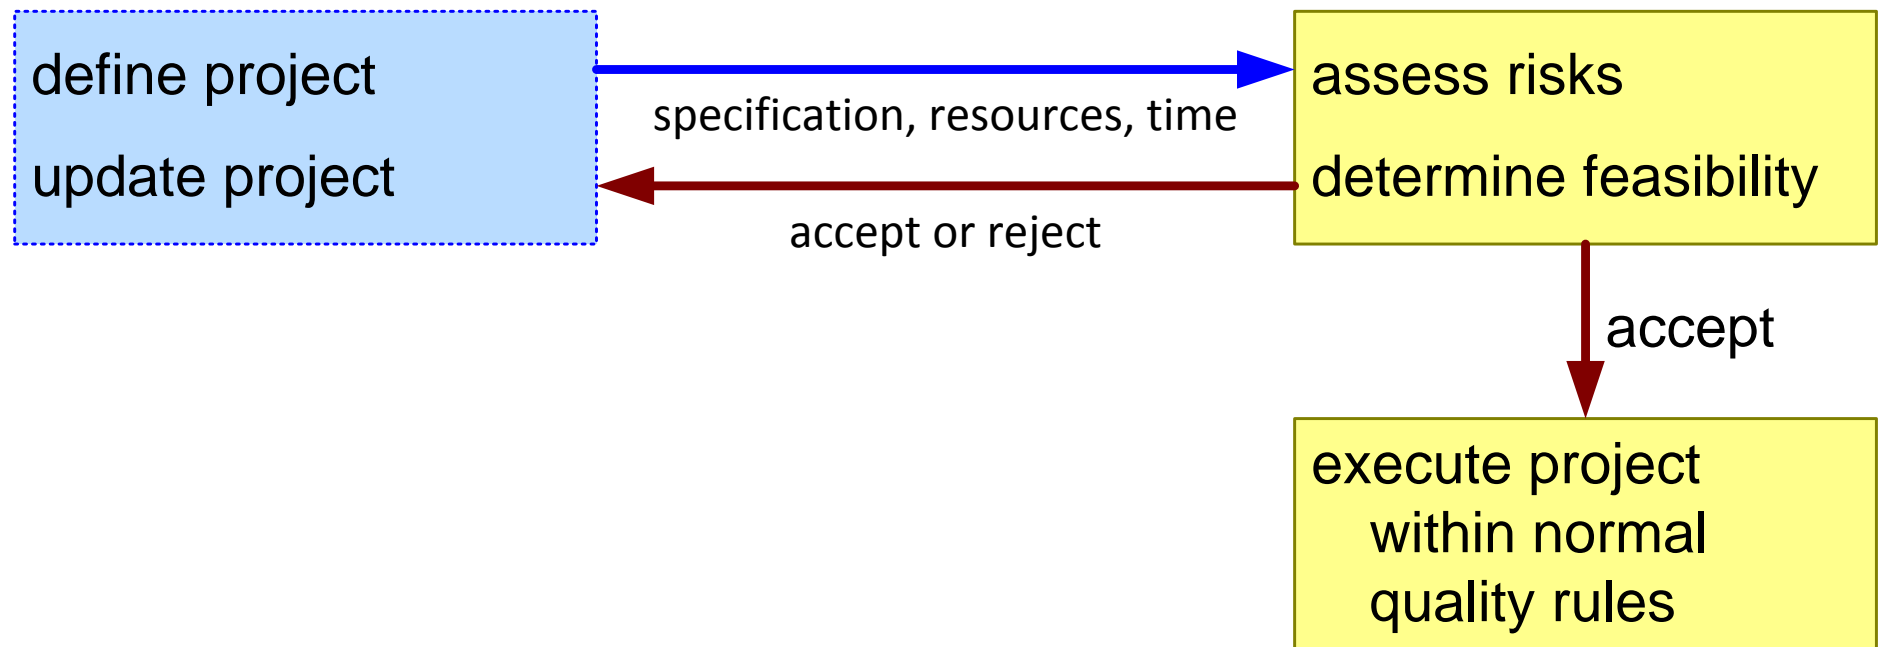 define project
update project
specification, resources, time
accept or reject
assess risks
determine feasibility
accept
execute project
within normal
quality rules